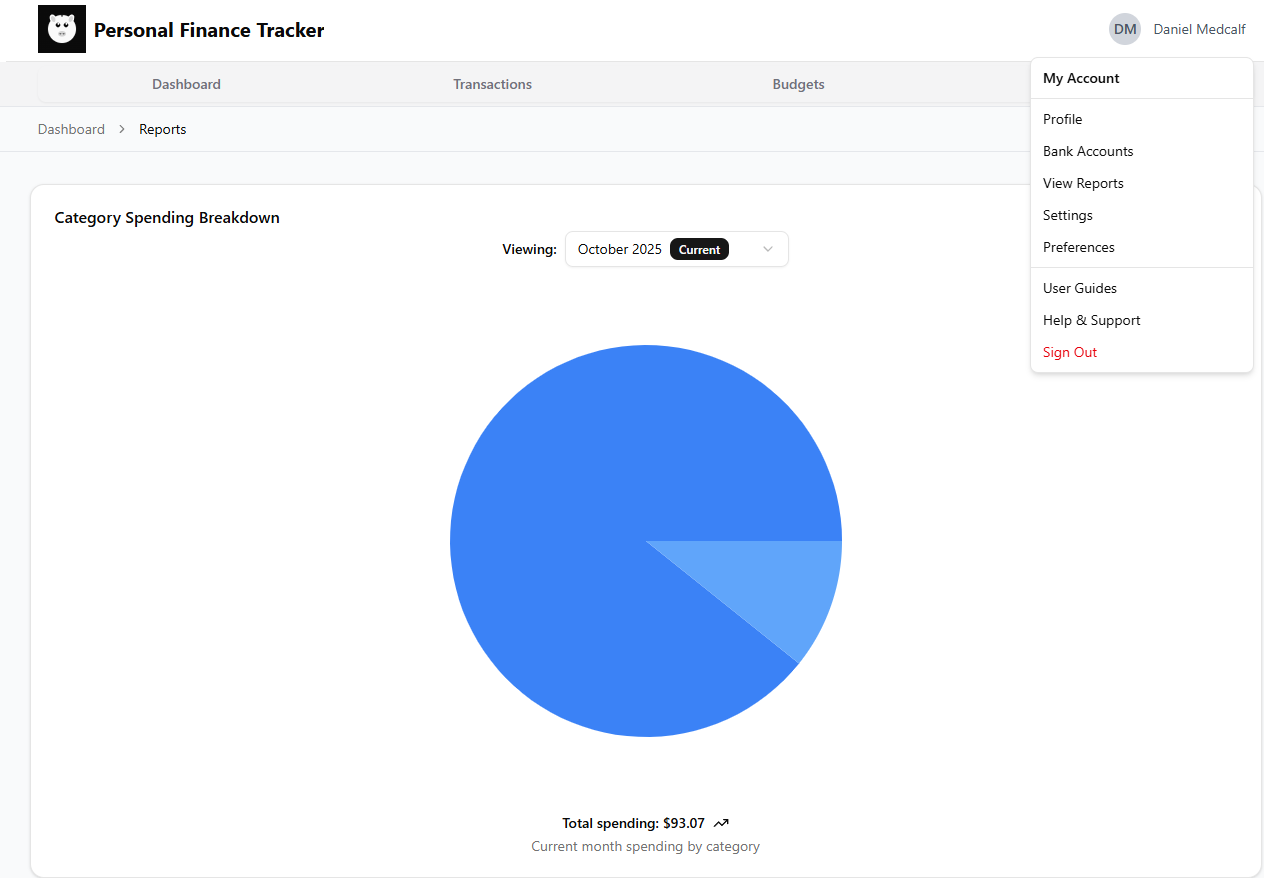 Personal Finance Tracker
DM Daniel Medcalf
Dashboard Transactions Budgets
My Account
Profile
Bank Accounts
View Reports
Settings
Preferences
User Guides
Help & Support
Sign Out
Dashboard > Reports
Category Spending Breakdown
Viewing: October 2025 Current
Total spending: $93.07
Current month spending by category